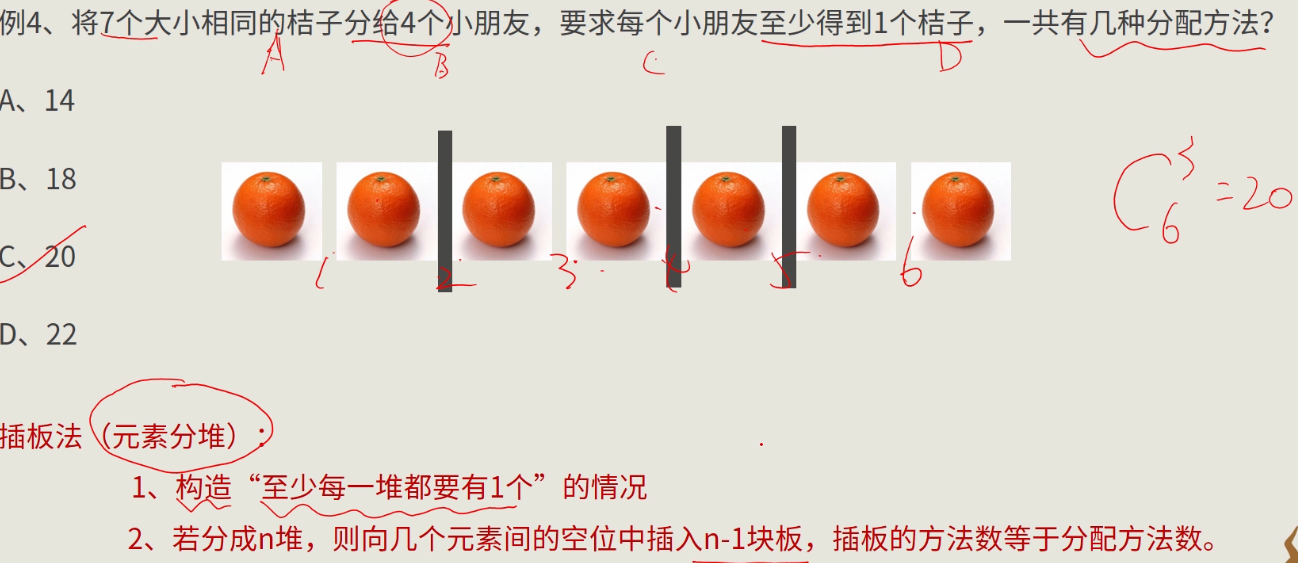 例4、将7个大小相同的桔子分给4个小朋友，要求每个小朋友至少得到1个桔子，一共有几种分配方法？
A B C D
A、14
B、18
C、20
D、22
1 2 3 4 5 6
C₆³=20
插板法（元素分堆）：
1、构造“至少每一堆都要有1个”的情况
2、若分成n堆，则向几个元素间的空位中插入n-1块板，插板的方法数等于分配方法数。